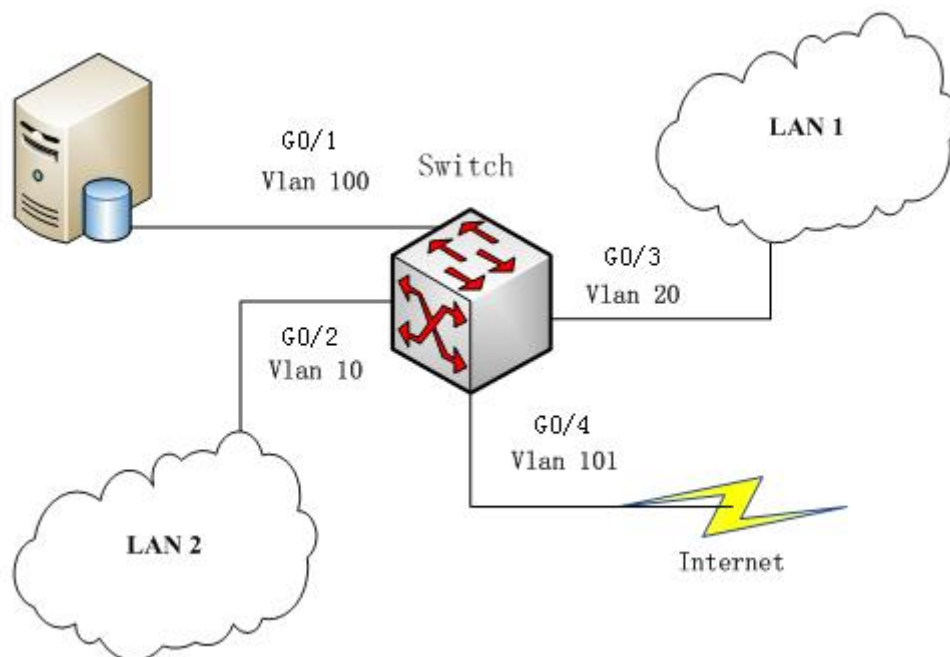 LAN 1
G0/1
Vlan 100
Switch
G0/3
Vlan 20
G0/2
Vlan 10
G0/4
Vlan 101
LAN 2
Internet